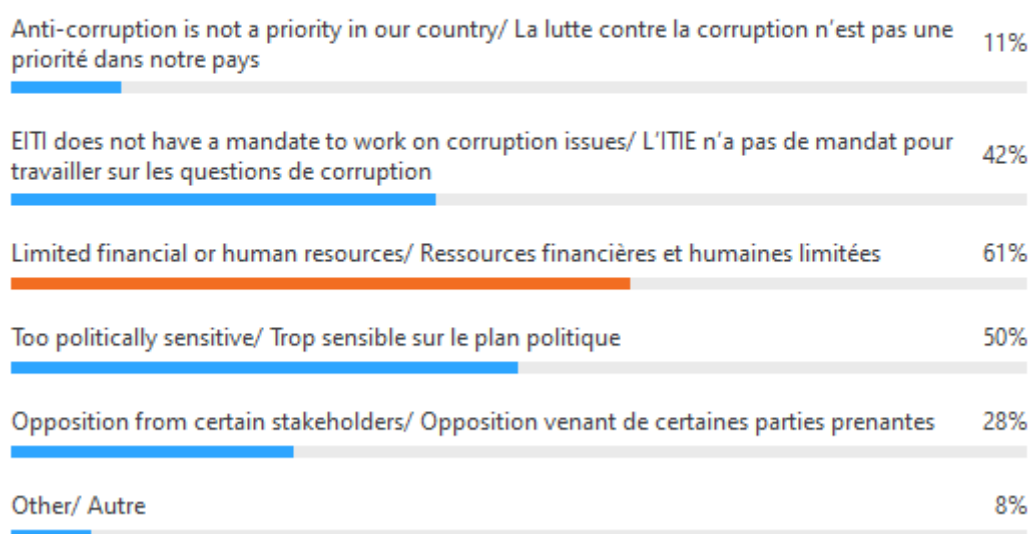 Anti-corruption is not a priority in our country/ La lutte contre la corruption n’est pas une
priorité dans notre pays
11%
EITI does not have a mandate to work on corruption issues/ L’ITIE n’a pas de mandat pour
travailler sur les questions de corruption
42%
Limited financial or human resources/ Ressources financières et humaines limitées 61%
Too politically sensitive/ Trop sensible sur le plan politique 50%
Opposition from certain stakeholders/ Opposition venant de certaines parties prenantes 28%
Other/ Autre 8%